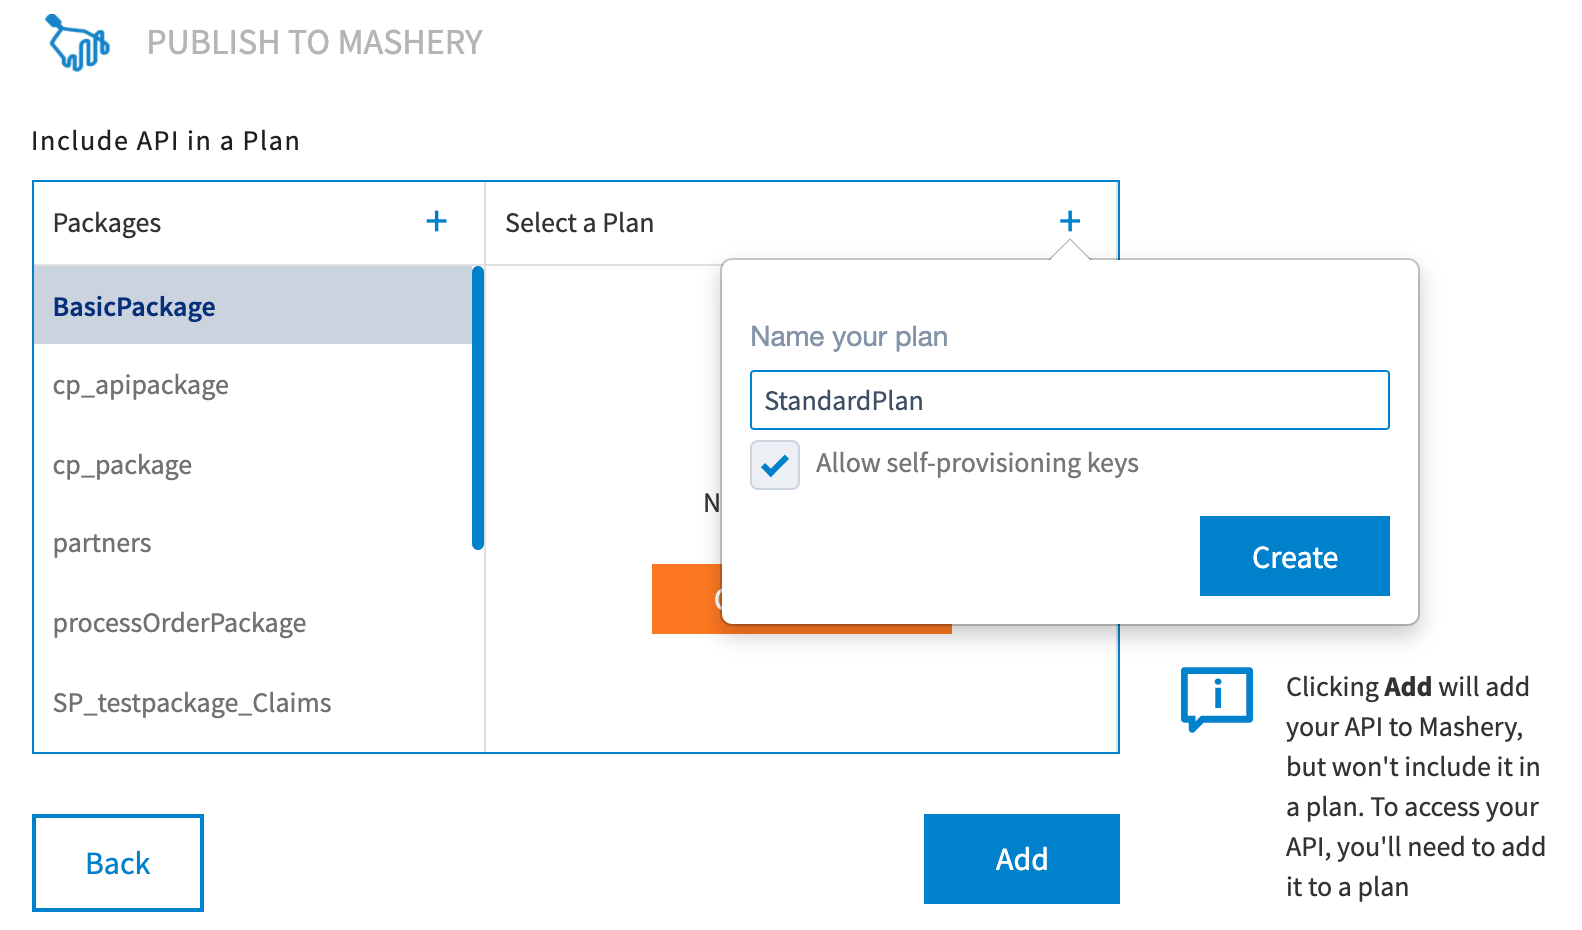 PUBLISH TO MASHERY
Include API in a Plan
Packages +
Select a Plan +
BasicPackage
cp_apipackage
cp_package
partners
processOrderPackage
SP_testpackage_Claims
Name your plan
StandardPlan
Allow self-provisioning keys
Create
Clicking Add will add
your API to Mashery,
but won't include it in
a plan. To access your
API, you'll need to add
it to a plan
Back
Add